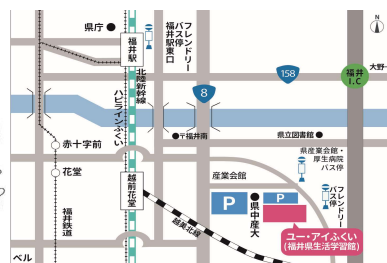 県庁
福井駅
フレンドリー
バス停
福井駅東口
N
158
大野
福井
I.C
8
北陸新幹線
ハピラインふくい
〒福井南
県立図書館
赤十字前
県産業会館・
厚生病院
バス停
花堂
越前花堂
産業会館
P
県中産大
P
フレンドリー
バス停
福井鉄道
越美北線
ユー・アイふくい
(福井県生活学習館)
ベル